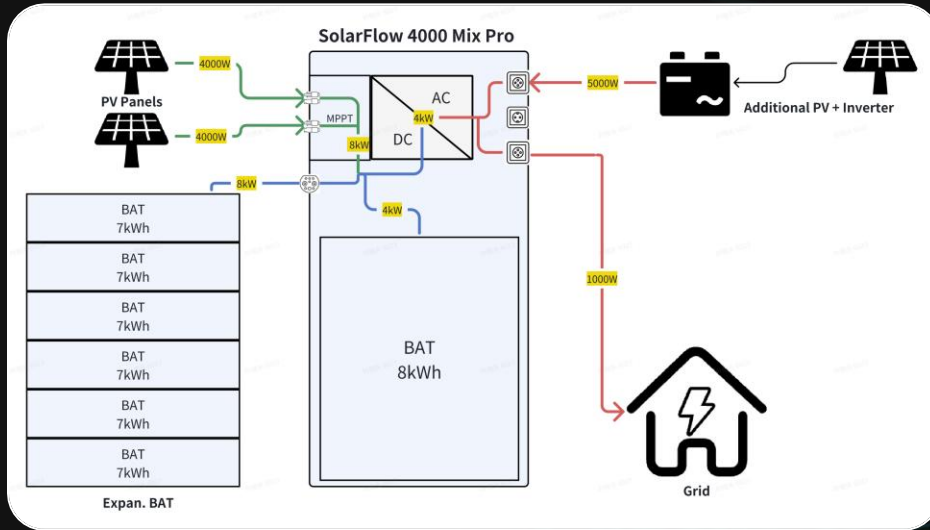 SolarFlow 4000 Mix Pro
4000W
PV Panels
4000W
MPPT
AC
4kW
DC
8kW
5000W
Additional PV + Inverter
8kW
4kW
BAT
7kWh
BAT
7kWh
BAT
7kWh
BAT
7kWh
BAT
7kWh
BAT
7kWh
Expan. BAT
BAT
8kWh
1000W
Grid